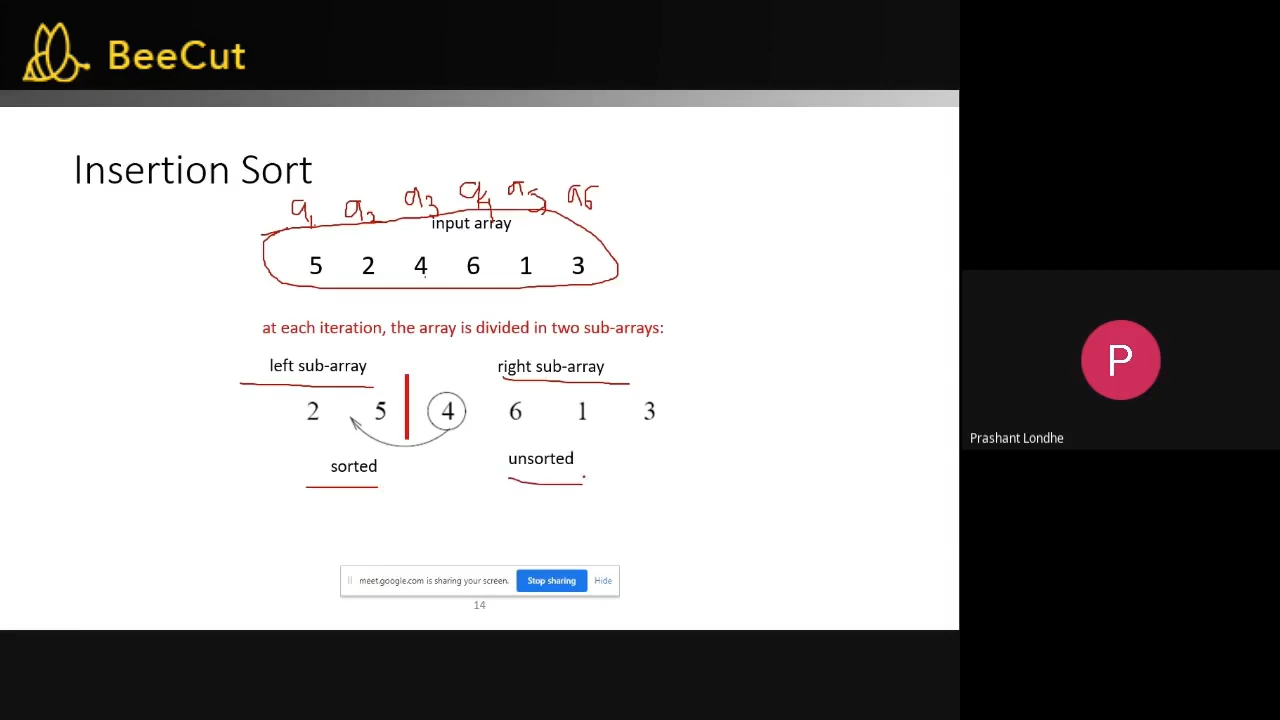 BeeCut
Insertion Sort
a1 a2 a3 a4 a5 a6
input array
5 2 4 6 1 3
at each iteration, the array is divided in two sub-arrays:
left sub-array right sub-array
2 5 4 6 1 3
sorted unsorted
meet.google.com is sharing your screen. Stop sharing Hide
14
P
Prashant Londhe